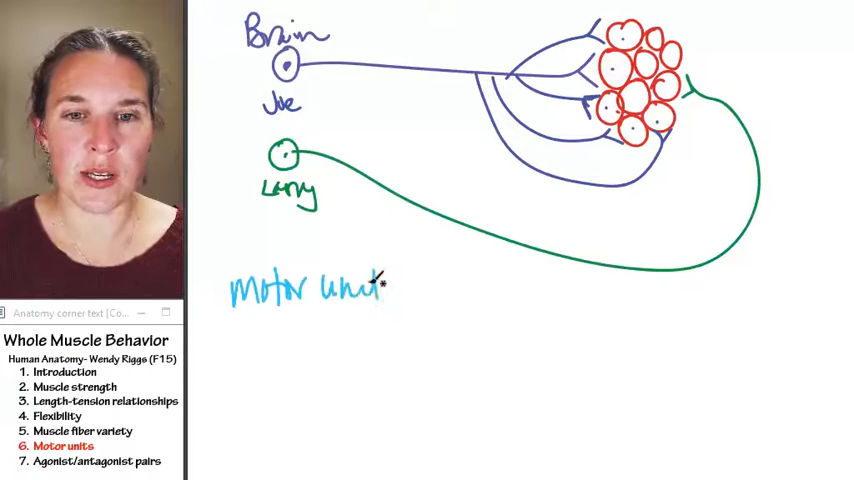 Brain
Joe
Larry
motor unit
Anatomy corner text [Co...
Whole Muscle Behavior
Human Anatomy- Wendy Riggs (F15)
1. Introduction
2. Muscle strength
3. Length-tension relationships
4. Flexibility
5. Muscle fiber variety
6. Motor units
7. Agonist/antagonist pairs